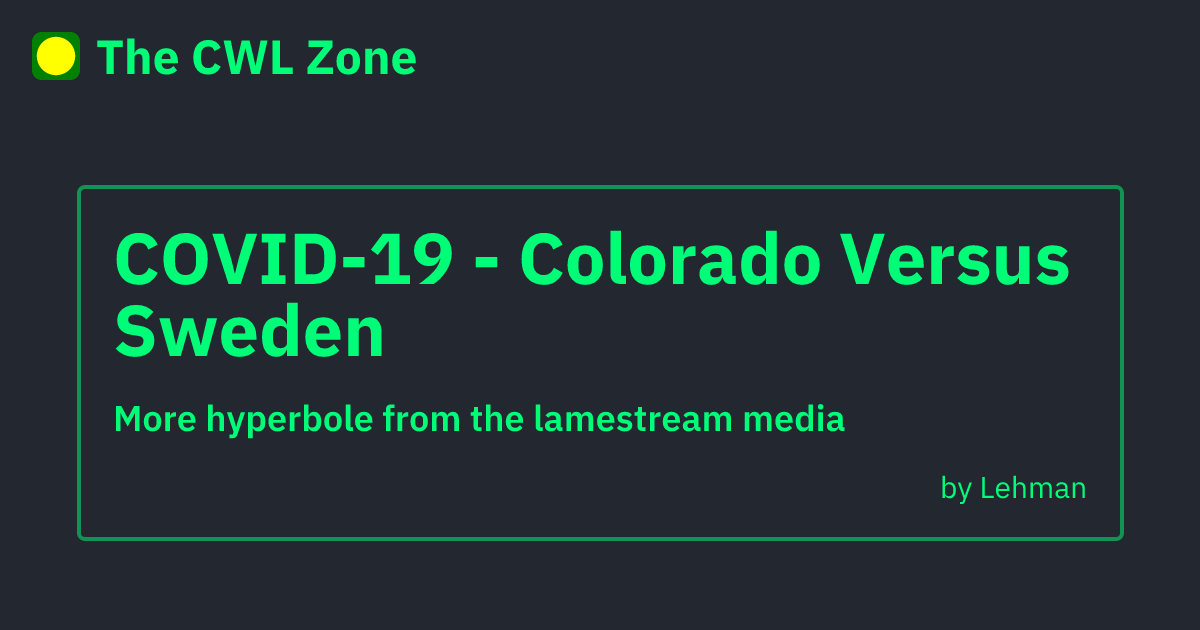 The CWL Zone
COVID-19 - Colorado Versus
Sweden
More hyperbole from the lamestream media
by Lehman